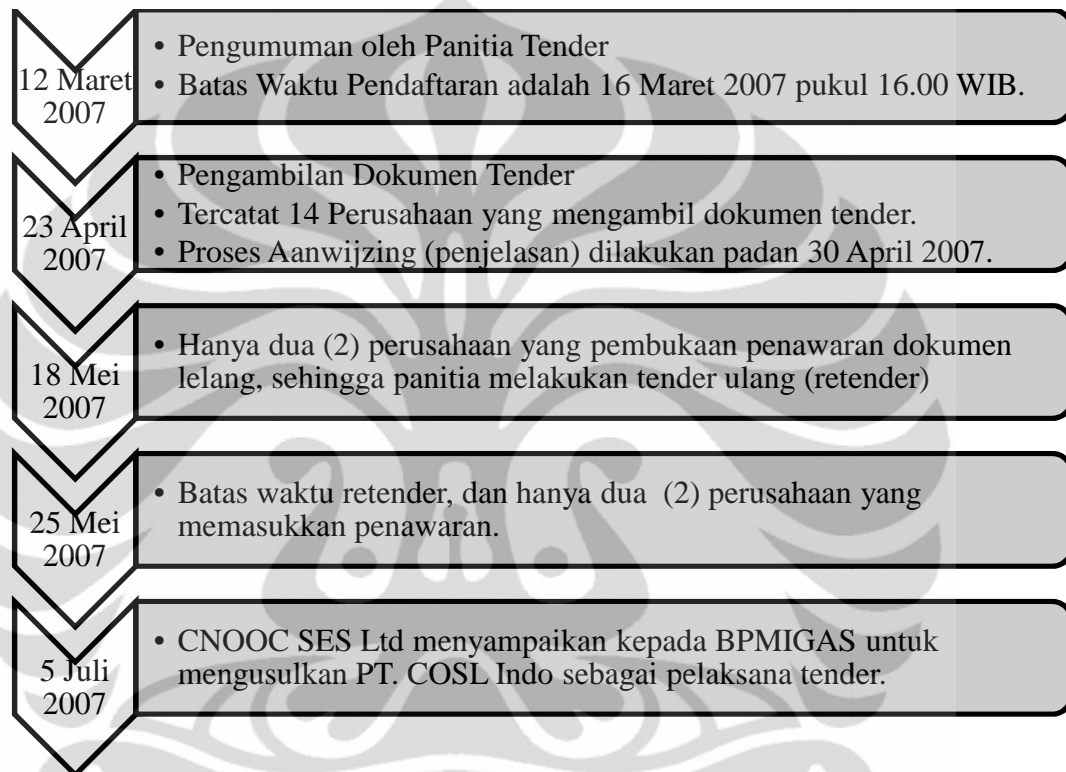 12 Maret
2007
• Pengumuman oleh Panitia Tender
• Batas Waktu Pendaftaran adalah 16 Maret 2007 pukul 16.00 WIB.
23 April
2007
• Pengambilan Dokumen Tender
• Tercatat 14 Perusahaan yang mengambil dokumen tender.
• Proses Aanwijzing (penjelasan) dilakukan padan 30 April 2007.
18 Mei
2007
• Hanya dua (2) perusahaan yang pembukaan penawaran dokumen
lelang, sehingga panitia melakukan tender ulang (retender)
25 Mei
2007
• Batas waktu retender, dan hanya dua (2) perusahaan yang
memasukkan penawaran.
5 Juli
2007
• CNOOC SES Ltd menyampaikan kepada BPMIGAS untuk
mengusulkan PT. COSL Indo sebagai pelaksana tender.